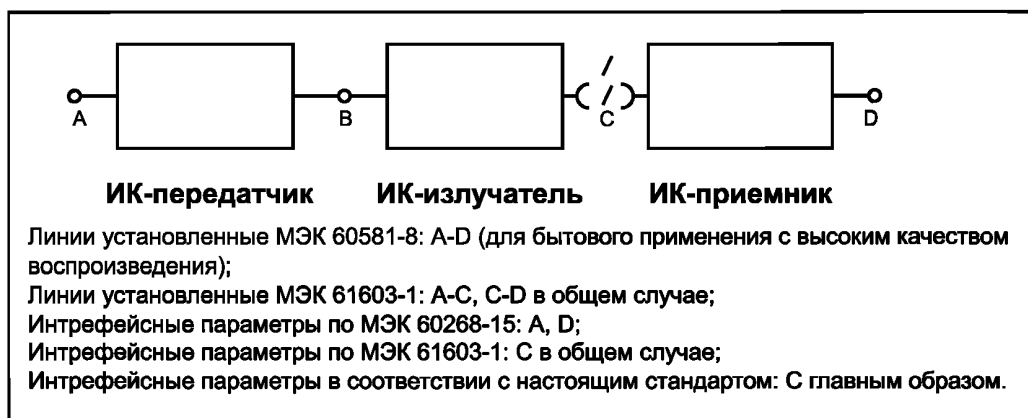 A B C D
ИК-передатчик ИК-излучатель ИК-приемник
Линии установленные МЭК 60581-8: A-D (для бытового применения с высоким качеством
воспроизведения);
Линии установленные МЭК 61603-1: A-C, C-D в общем случае;
Интрефейсные параметры по МЭК 60268-15: A, D;
Интрефейсные параметры по МЭК 61603-1: C в общем случае;
Интрефейсные параметры в соответствии с настоящим стандартом: C главным образом.